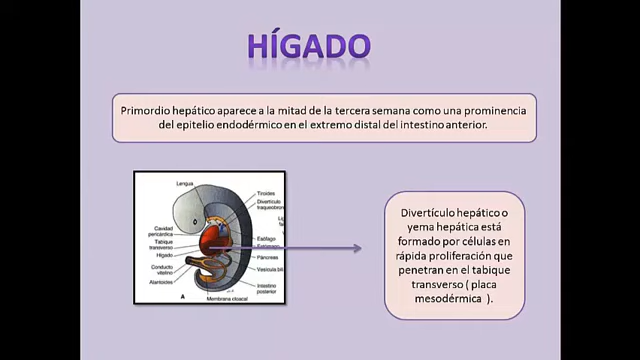 HÍGADO
Primordio hepático aparece a la mitad de la tercera semana como una prominencia
del epitelio endodérmico en el extremo distal del intestino anterior.
Lengua
Tiroides
Divertículo
traqueobron
Cavidad
pericárdica
Tabique
transverso
Hígado
Esófago
Estómago
Páncreas
Conducto
vitelino
Vesícula bili
Alantoides
Intestino
posterior
Membrana cloacal
A
Divertículo hepático o
yema hepática está
formado por células en
rápida proliferación que
penetran en el tabique
transverso ( placa
mesodérmica ).